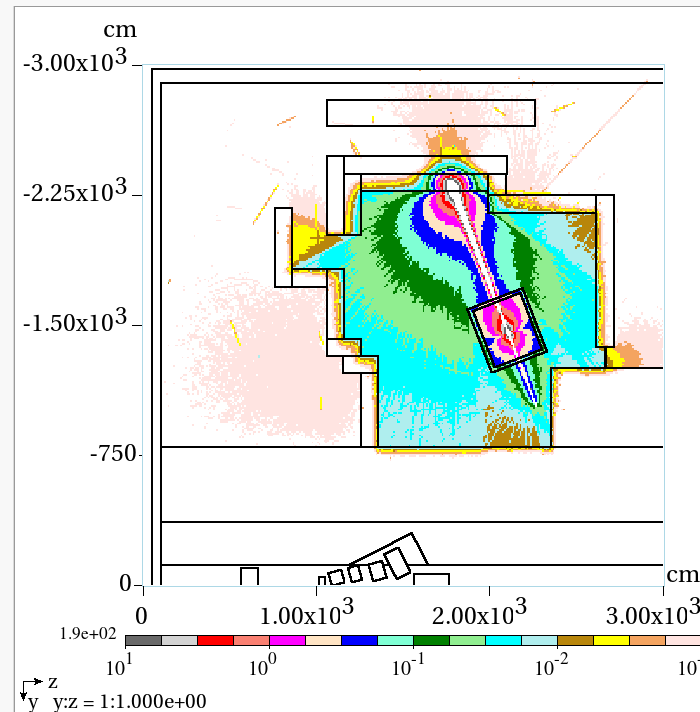 cm
-3.00x10³
-2.25x10³
-1.50x10³
-750
0
cm
0 1.00x10³ 2.00x10³ 3.00x10³
1.9e+02
10¹ 10⁰ 10⁻¹ 10⁻²
z
y y:z = 1:1.000e+00